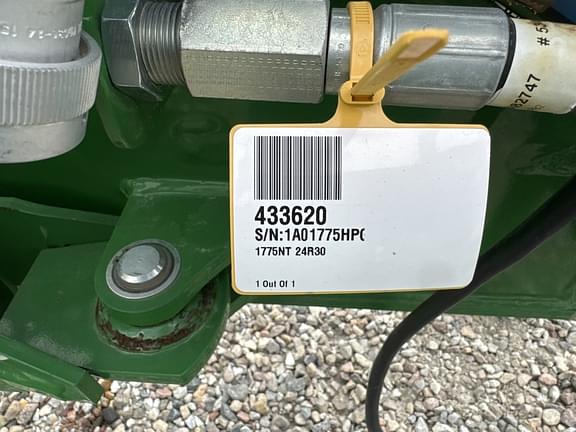 433620
S/N:1A01775HP(
1775NT 24R30
1 Out Of 1